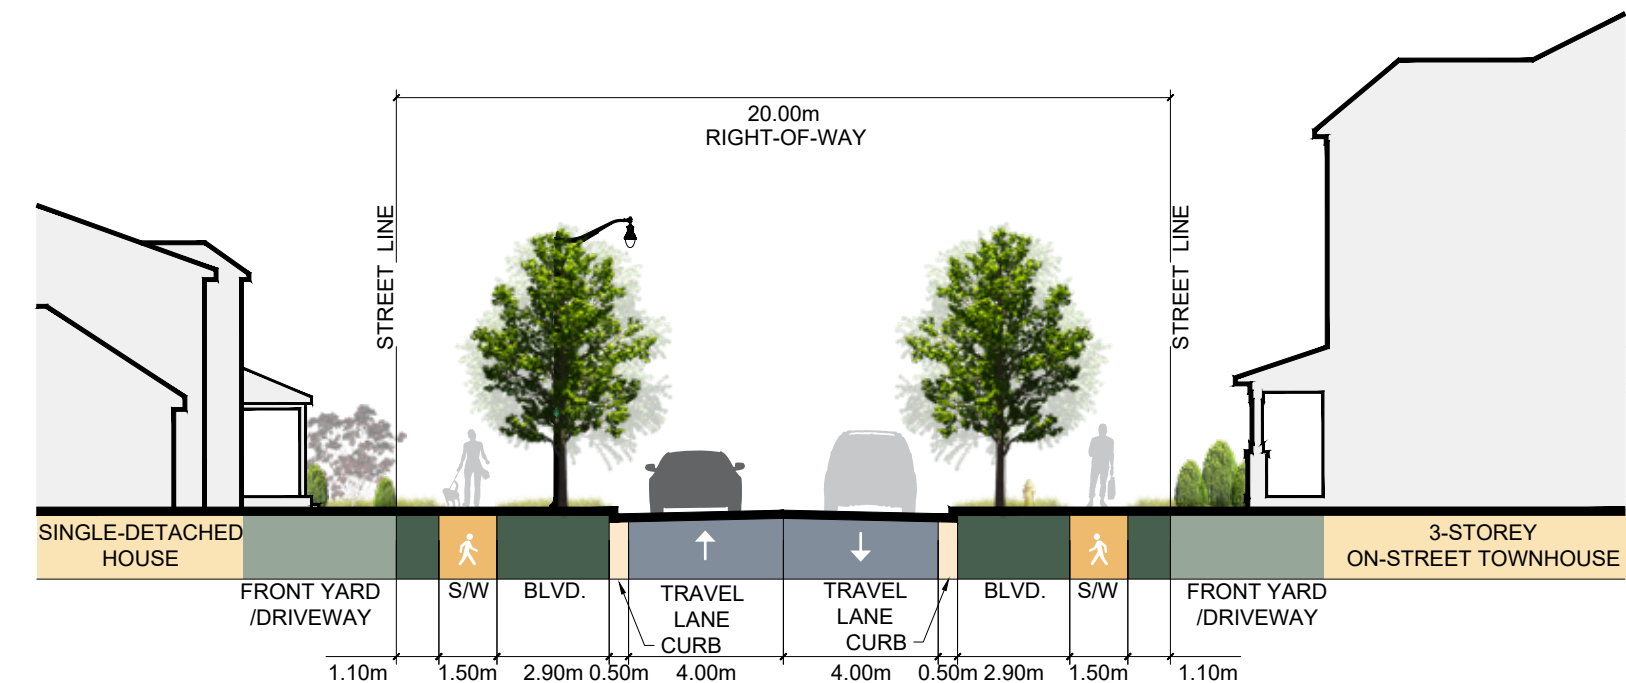 20.00m
RIGHT-OF-WAY
STREET LINE
STREET LINE
SINGLE-DETACHED
HOUSE
3-STOREY
ON-STREET TOWNHOUSE
FRONT YARD
/DRIVEWAY
S/W
BLVD.
TRAVEL
LANE
CURB
TRAVEL
LANE
CURB
BLVD.
S/W
FRONT YARD
/DRIVEWAY
1.10m 1.50m 2.90m 0.50m 4.00m 4.00m 0.50m 2.90m 1.50m 1.10m